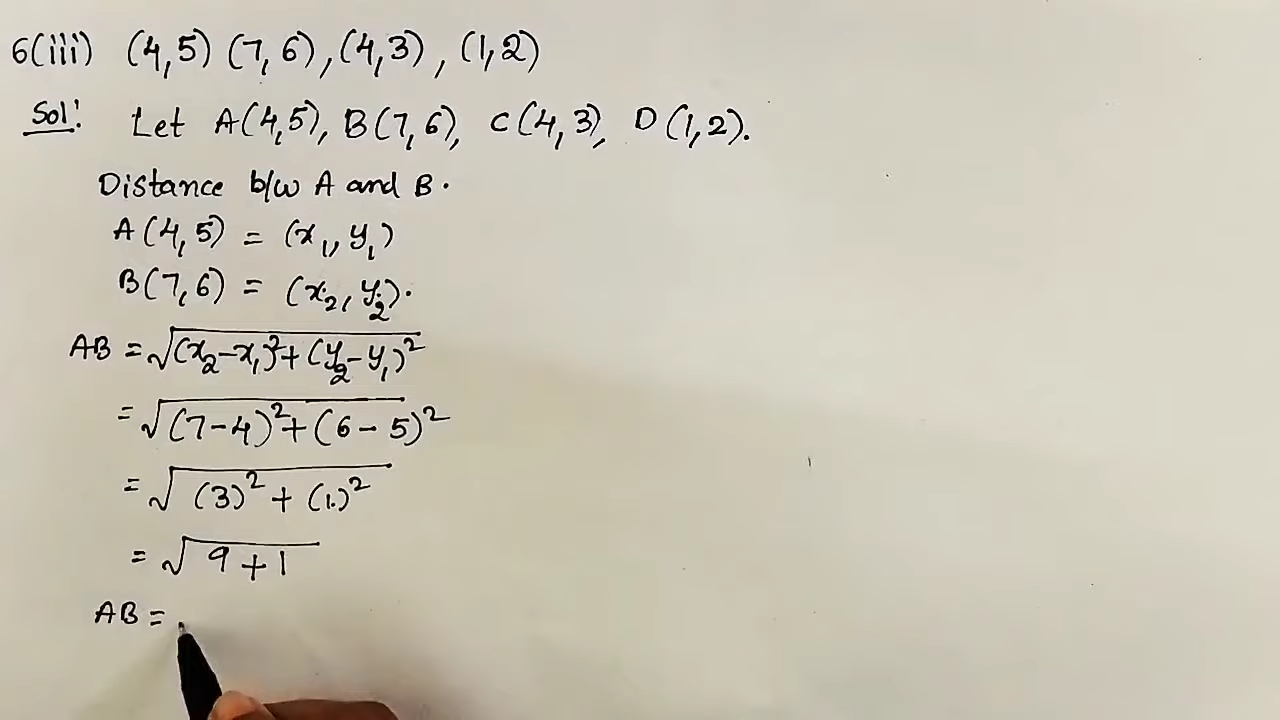 6(iii) (4,5) (7,6), (4,3), (1,2)
Sol: Let A(4,5), B(7,6), C(4,3), D(1,2).
Distance b/w A and B.
A(4,5) = (x₁, y₁)
B(7,6) = (x₂, y₂).
AB = √(x₂-x₁)²+(y₂-y₁)²
= √(7-4)²+(6-5)²
= √(3)²+(1)²
= √9+1
AB =